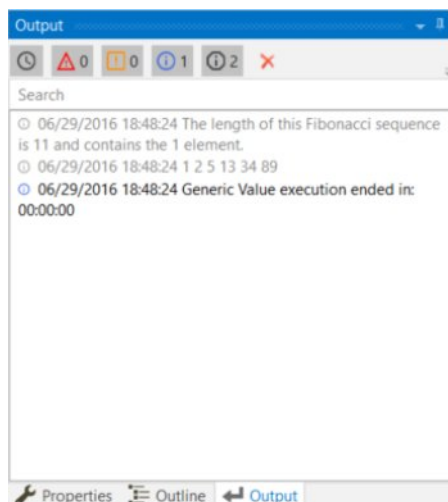 Output
0 0 1 2
Search
06/29/2016 18:48:24 The length of this Fibonacci sequence
is 11 and contains the 1 element.
06/29/2016 18:48:24 1 2 5 13 34 89
06/29/2016 18:48:24 Generic Value execution ended in:
00:00:00
Properties Outline Output